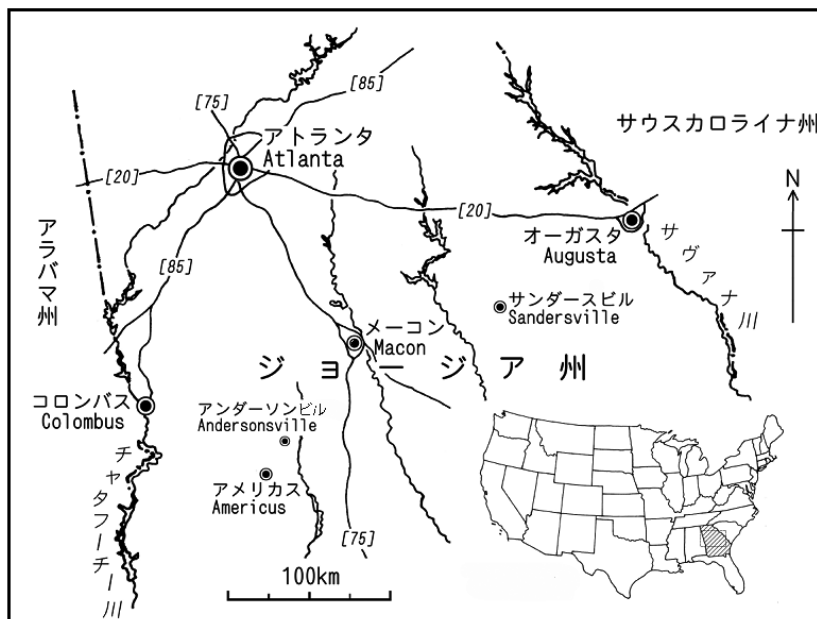 [75]
[85]
アトランタ
Atlanta
サウスカロライナ州
[20]
N
[20]
オーガスタ
Augusta
サヴァナ川
アラバマ州
[85]
サンダースビル
Sandersville
メーコン
Macon
ジョージア州
コロンバス
Colombus
アンダーソンビル
Andersonsville
アメリカス
Americus
チャタフーチー川
[75]
100km